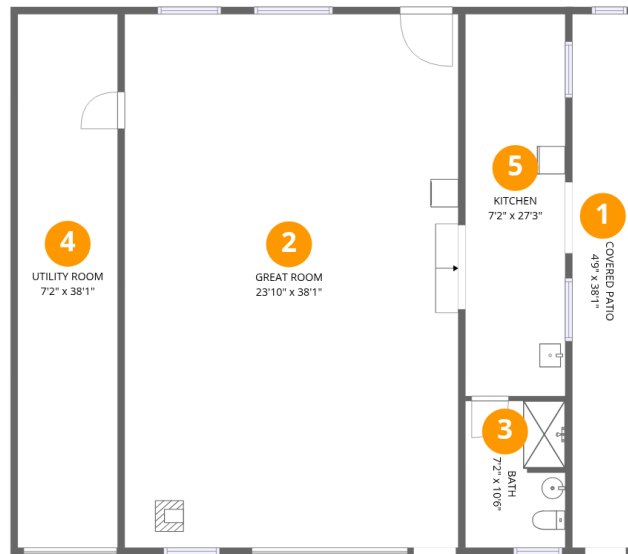 5
KITCHEN
7'2" x 27'3"
1
COVERED PATIO
4'9" x 38'1"
4
UTILITY ROOM
7'2" x 38'1"
2
GREAT ROOM
23'10" x 38'1"
3
BATH
7'2" x 10'6"